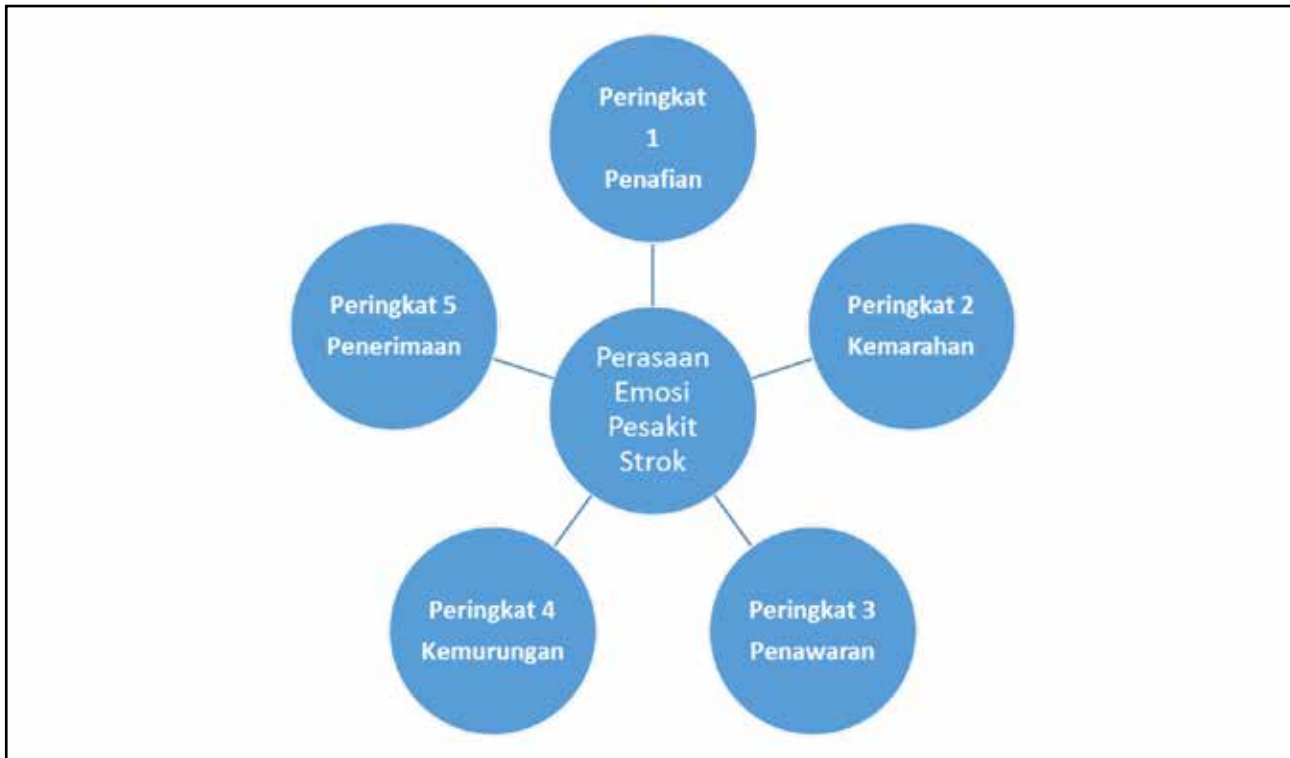 Peringkat
1
Penafian
Peringkat 2
Kemarahan
Peringkat 3
Penawaran
Peringkat 4
Kemurungan
Peringkat 5
Penerimaan
Perasaan
Emosi
Pesakit
Strok